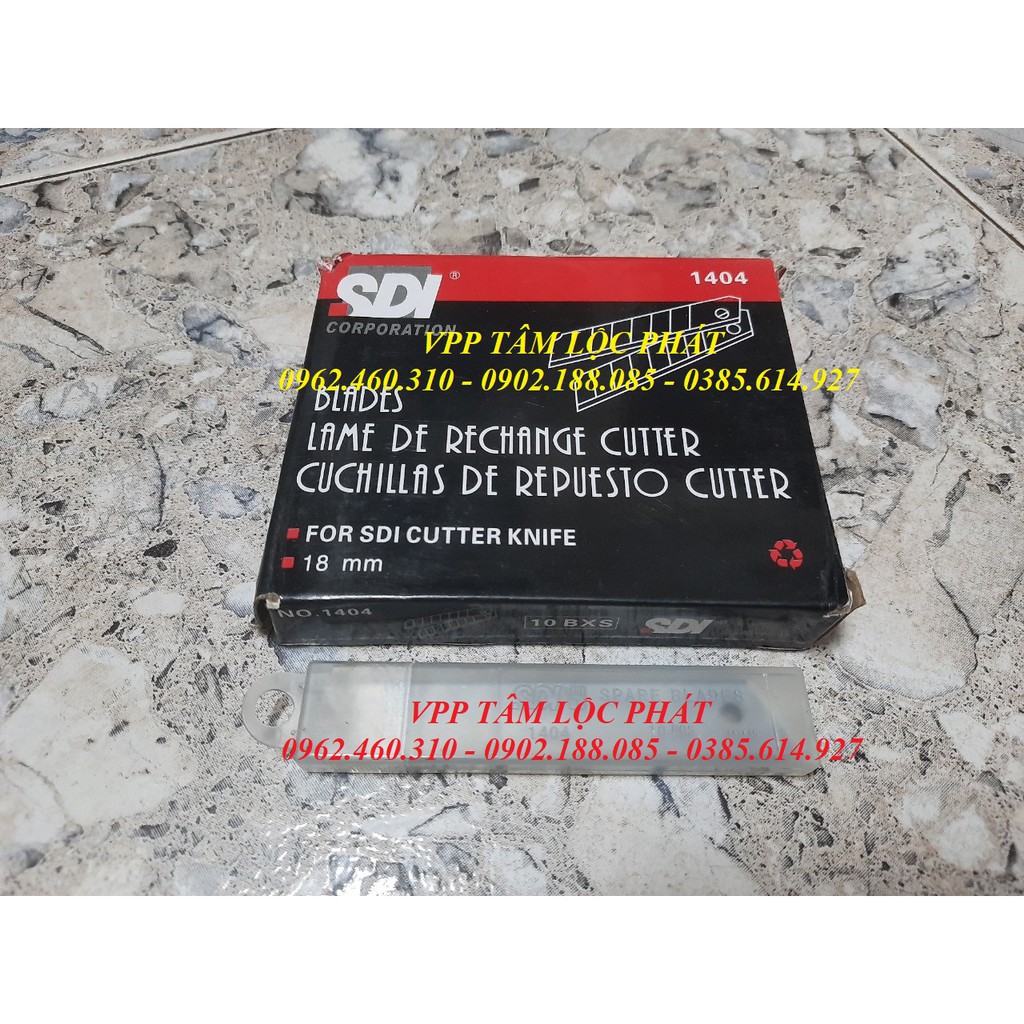 SDI ®
1404
CORPORATION
VPP TÂM LỘC PHÁT
0962.460.310 - 0902.188.085 - 0385.614.927
BLADES
LAME DE RECHANGE CUTTER
CUCHILLAS DE REPUESTO CUTTER
FOR SDI CUTTER KNIFE
18 mm
NO.1404
10 BXS
SDI
SDI SPARE BLADES
VPP TÂM LỘC PHÁT
1404
0962.460.310 - 0902.188.085 - 0385.614.927